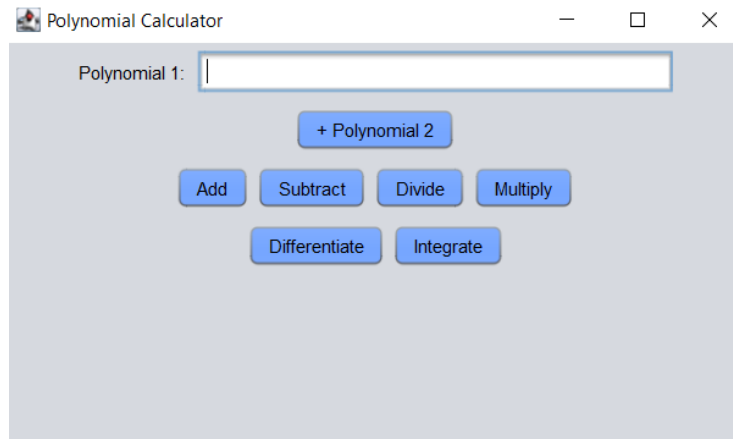 Polynomial Calculator
Polynomial 1:
+ Polynomial 2
Add Subtract Divide Multiply
Differentiate Integrate